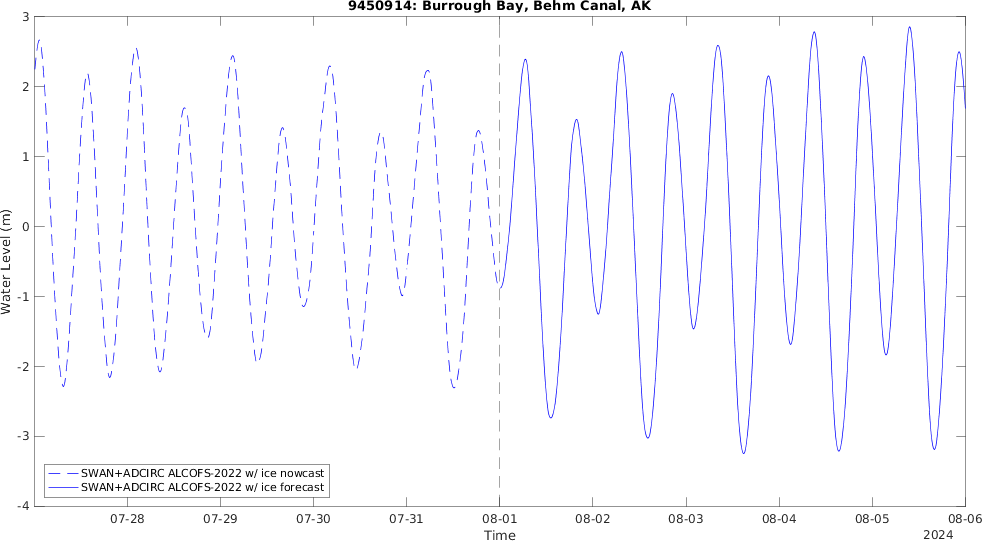 9450914: Burrough Bay, Behm Canal, AK
3
2
1
0
-1
-2
-3
-4
Water Level (m)
SWAN+ADCIRC ALCOFS-2022 w/ ice nowcast
SWAN+ADCIRC ALCOFS-2022 w/ ice forecast
07-28 07-29 07-30 07-31 08-01 08-02 08-03 08-04 08-05 08-06
Time
2024